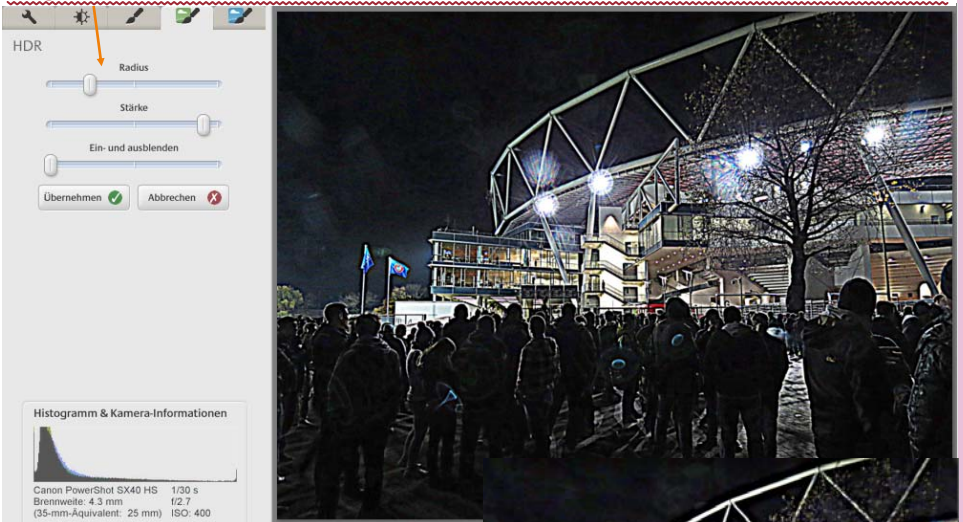 HDR
Radius
Stärke
Ein- und ausblenden
Übernehmen
Abbrechen
Histogramm & Kamera-Informationen
Canon PowerShot SX40 HS 1/30 s
Brennweite: 4.3 mm f/2.7
(35-mm-Äquivalent: 25 mm) ISO: 400